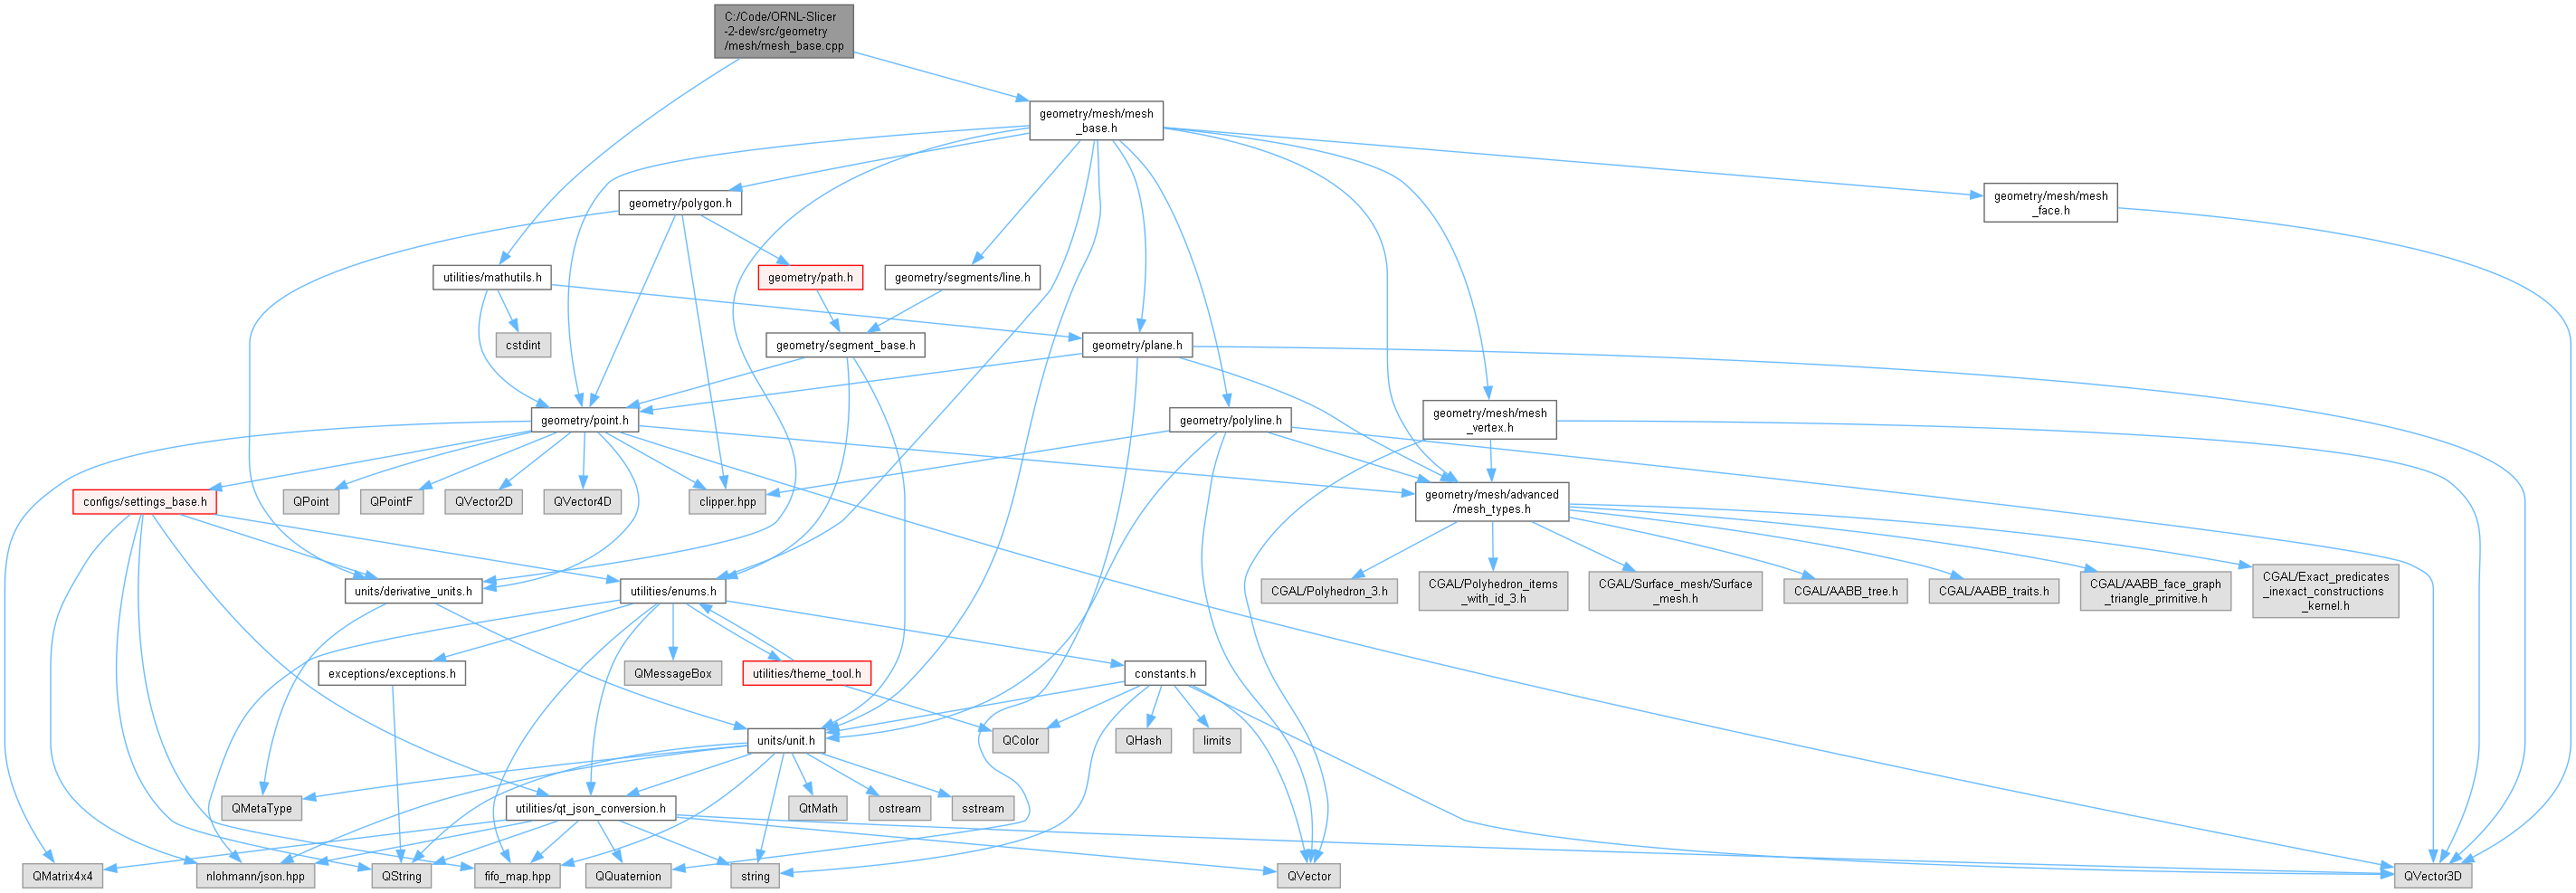 C:/Code/ORNL-Slicer
-2-dev/src/geometry
/mesh/mesh_base.cpp
geometry/mesh/mesh
_base.h
geometry/polygon.h
geometry/mesh/mesh
_face.h
utilities/mathutils.h
geometry/path.h
geometry/segments/line.h
cstdint
geometry/segment_base.h
geometry/plane.h
geometry/point.h
geometry/polyline.h
geometry/mesh/mesh
_vertex.h
configs/settings_base.h
QPoint
QPointF
QVector2D
QVector4D
clipper.hpp
geometry/mesh/advanced
/mesh_types.h
units/derivative_units.h
utilities/enums.h
CGAL/Polyhedron_3.h
CGAL/Polyhedron_items
_with_id_3.h
CGAL/Surface_mesh/Surface
_mesh.h
CGAL/AABB_tree.h
CGAL/AABB_traits.h
CGAL/AABB_face_graph
_triangle_primitive.h
CGAL/Exact_predicates
_inexact_constructions
_kernel.h
exceptions/exceptions.h
QMessageBox
utilities/theme_tool.h
constants.h
units/unit.h
QColor
QHash
limits
QMetaType
utilities/qt_json_conversion.h
QtMath
ostream
sstream
QMatrix4x4
nlohmann/json.hpp
QString
fifo_map.hpp
QQuaternion
string
QVector
QVector3D